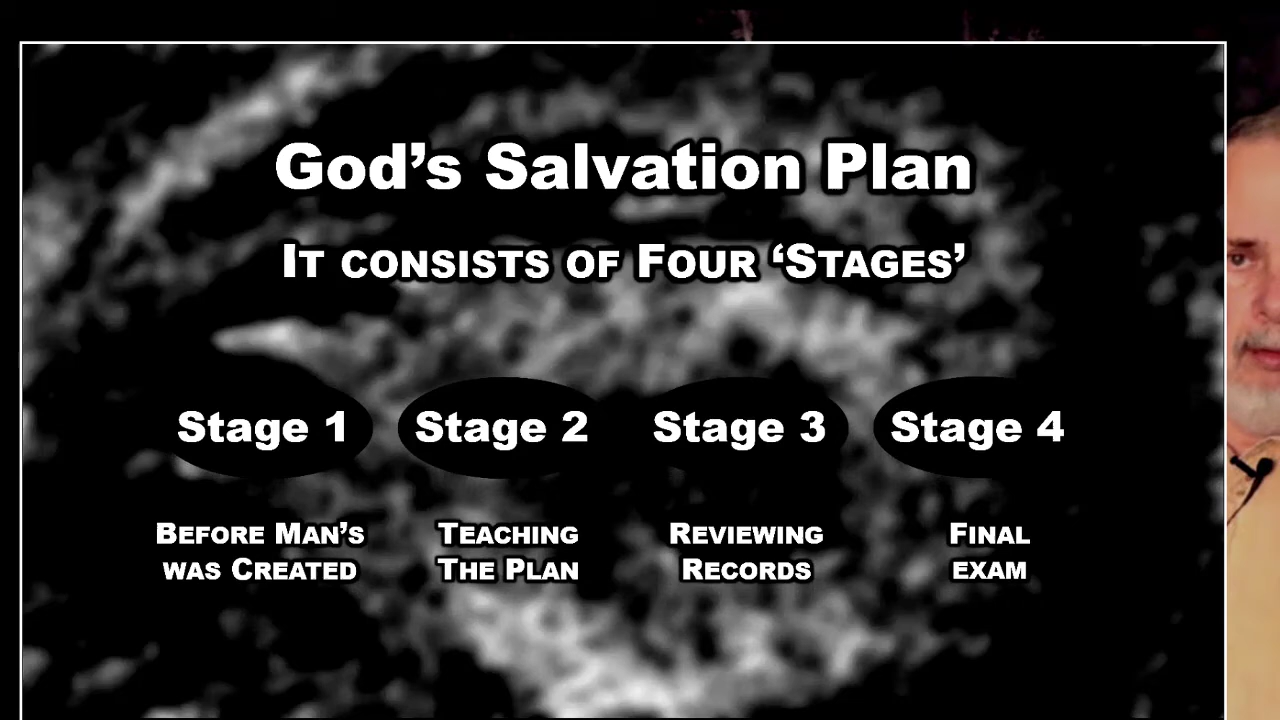 God's Salvation Plan
It consists of Four 'Stages'
Stage 1 Stage 2 Stage 3 Stage 4
Before Man's Teaching Reviewing Final
was Created The Plan Records exam